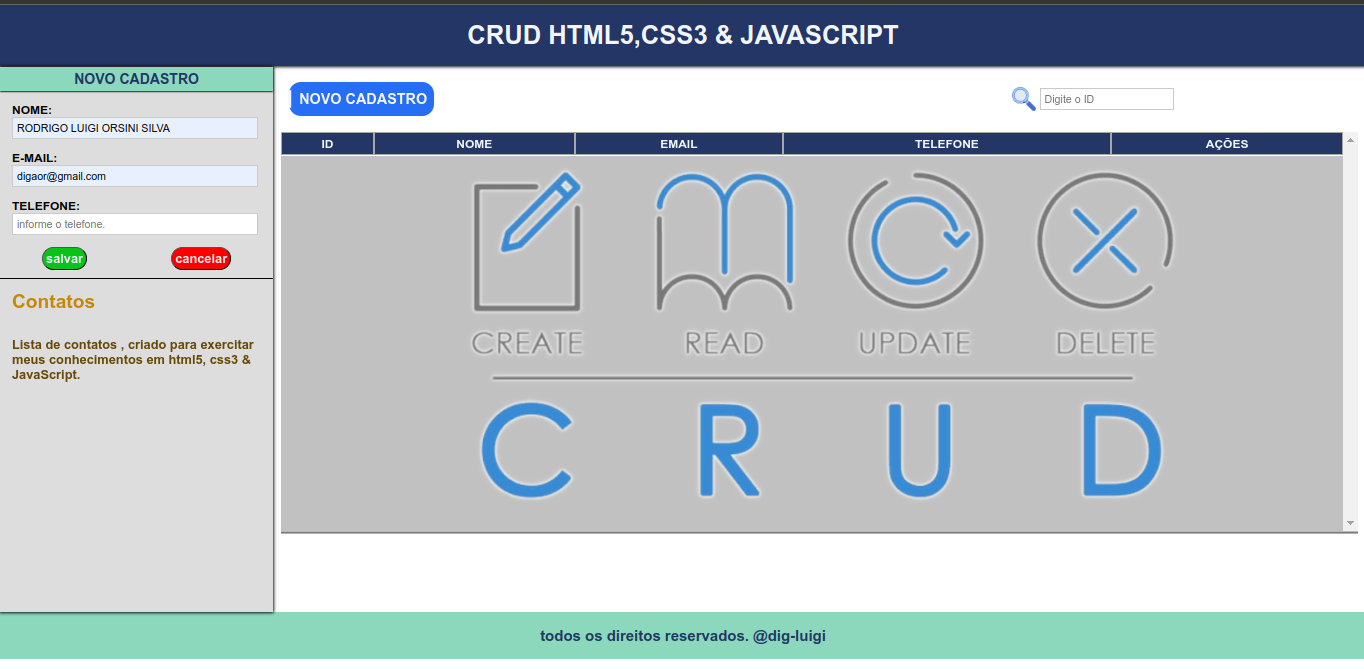 CRUD HTML5,CSS3 & JAVASCRIPT
NOVO CADASTRO
NOME:
RODRIGO LUIGI ORSINI SILVA
E-MAIL:
digaor@gmail.com
TELEFONE:
informe o telefone.
salvar cancelar
Contatos
Lista de contatos , criado para exercitar
meus conhecimentos em html5, css3 &
JavaScript.
NOVO CADASTRO
Digite o ID
ID NOME EMAIL TELEFONE AÇÕES
CREATE READ UPDATE DELETE
C R U D
todos os direitos reservados. @dig-luigi